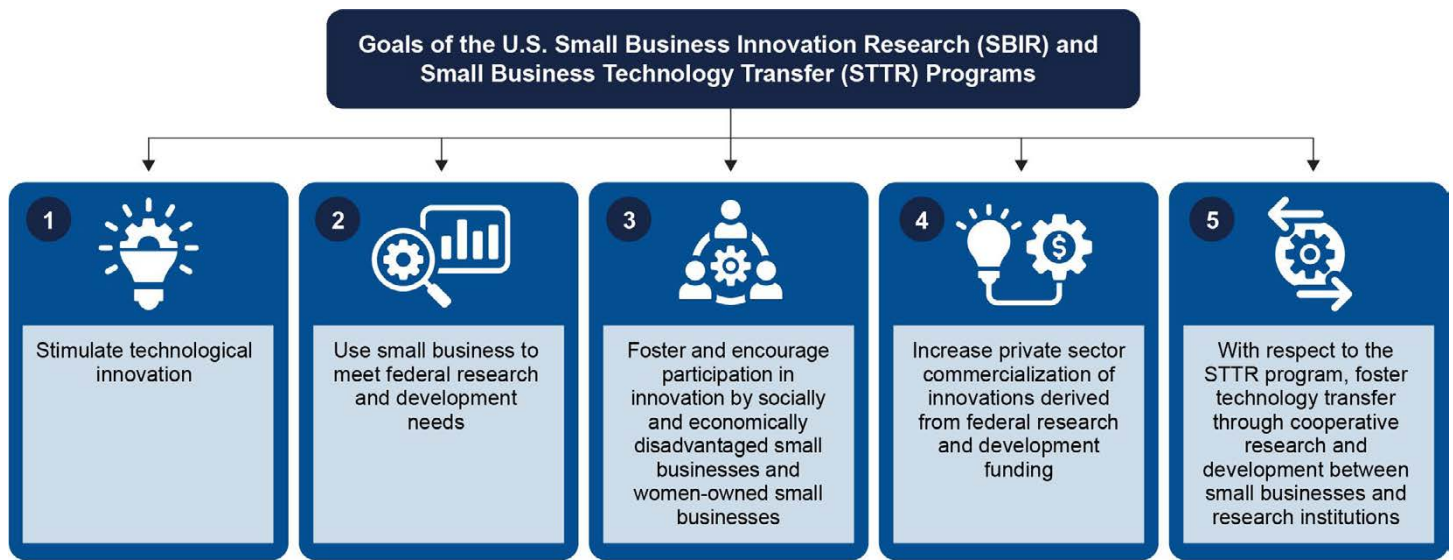 Goals of the U.S. Small Business Innovation Research (SBIR) and
Small Business Technology Transfer (STTR) Programs
1
Stimulate technological
innovation
2
Use small business to
meet federal research
and development
needs
3
Foster and encourage
participation in
innovation by socially
and economically
disadvantaged small
businesses and
women-owned small
businesses
4
$
Increase private sector
commercialization of
innovations derived
from federal research
and development
funding
5
With respect to the
STTR program, foster
technology transfer
through cooperative
research and
development between
small businesses and
research institutions